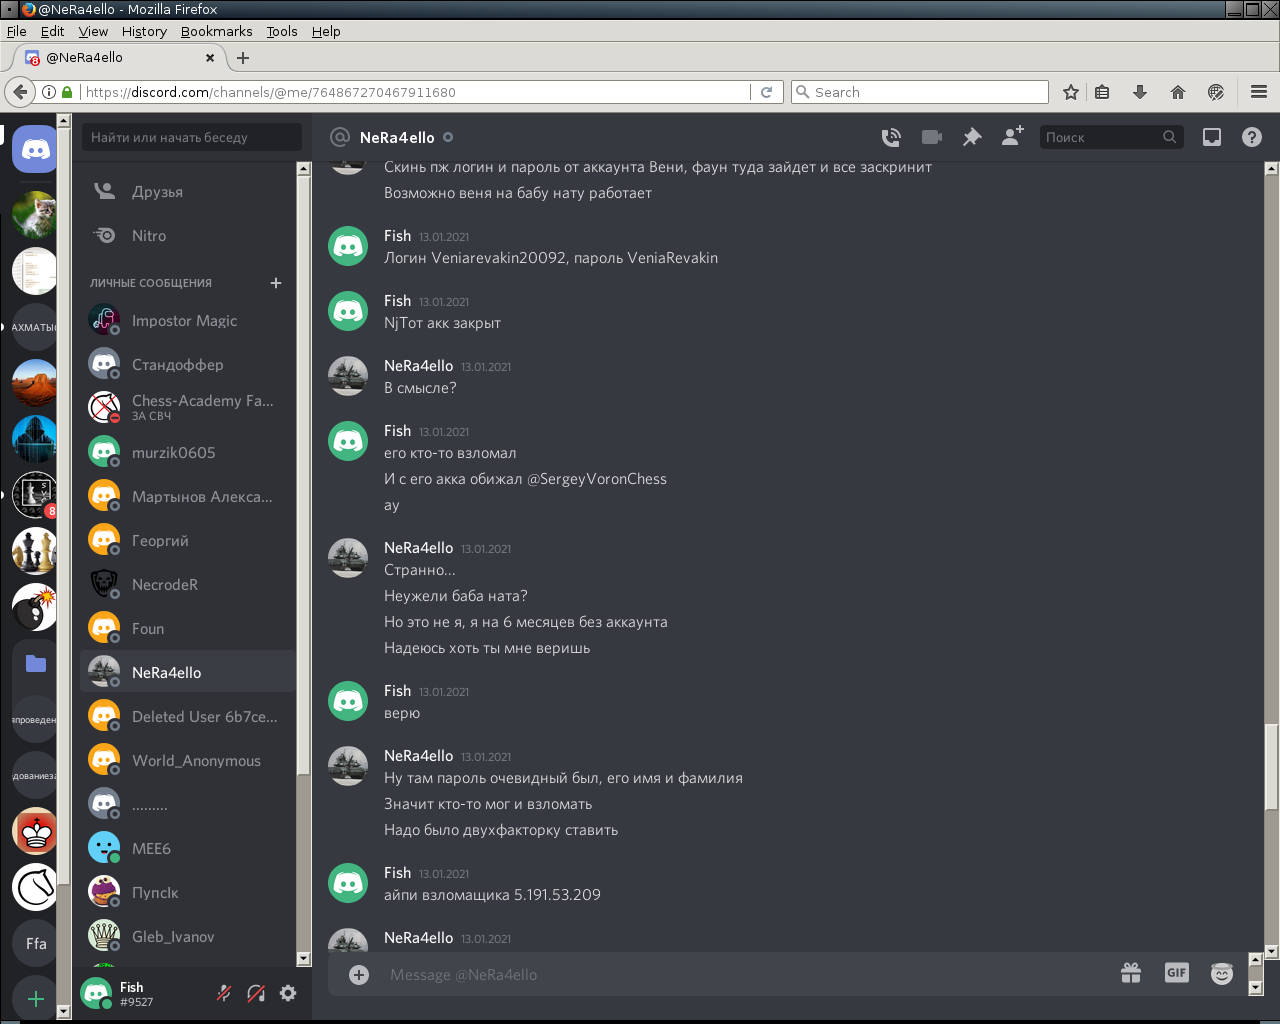 @NeRa4ello - Mozilla Firefox
File Edit View History Bookmarks Tools Help
@NeRa4ello
https://discord.com/channels/@me/764867270467911680
Search
Найти или начать беседу
Друзья
Nitro
ЛИЧНЫЕ СООБЩЕНИЯ
Impostor Magic
Стандоффер
Chess-Academy Fa...
ЗА СВЧ
murzik0605
Мартынов Алекса...
Георгий
NecrodeR
Foun
NeRa4ello
Deleted User 6b7ce...
World_Anonymous
.........
MEE6
ПупсІк
Gleb_Ivanov
Fish
#9527
АХМАТЫ
8
проведен
дованиеза
Ffa
NeRa4ello
Поиск
Скинь пж логин и пароль от аккаунта Вени, фаун туда зайдет и все заскринит
Возможно веня на бабу нату работает
Fish 13.01.2021
Логин Veniarevakin20092, пароль VeniaRevakin
Fish 13.01.2021
NjТот акк закрыт
NeRa4ello 13.01.2021
В смысле?
Fish 13.01.2021
его кто-то взломал
И с его акка обижал @SergeyVoronChess
ау
NeRa4ello 13.01.2021
Странно...
Неужели баба ната?
Но это не я, я на 6 месяцев без аккаунта
Надеюсь хоть ты мне веришь
Fish 13.01.2021
верю
NeRa4ello 13.01.2021
Ну там пароль очевидный был, его имя и фамилия
Значит кто-то мог и взломать
Надо было двухфакторку ставить
Fish 13.01.2021
айпи взломащика 5.191.53.209
NeRa4ello 13.01.2021
Message @NeRa4ello
GIF